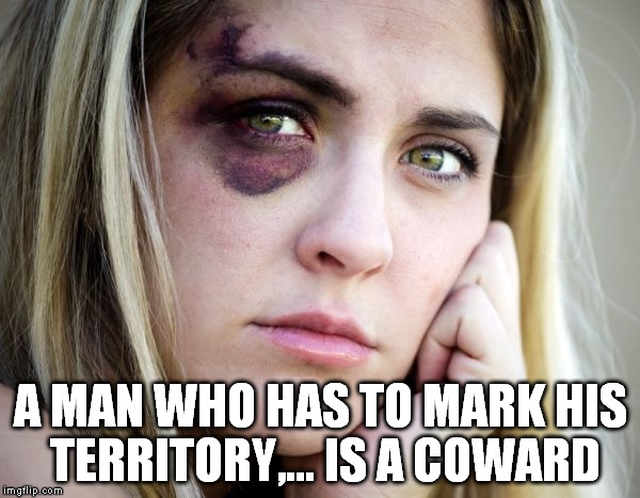 A MAN WHO HAS TO MARK HIS
TERRITORY,... IS A COWARD
imgflip.com